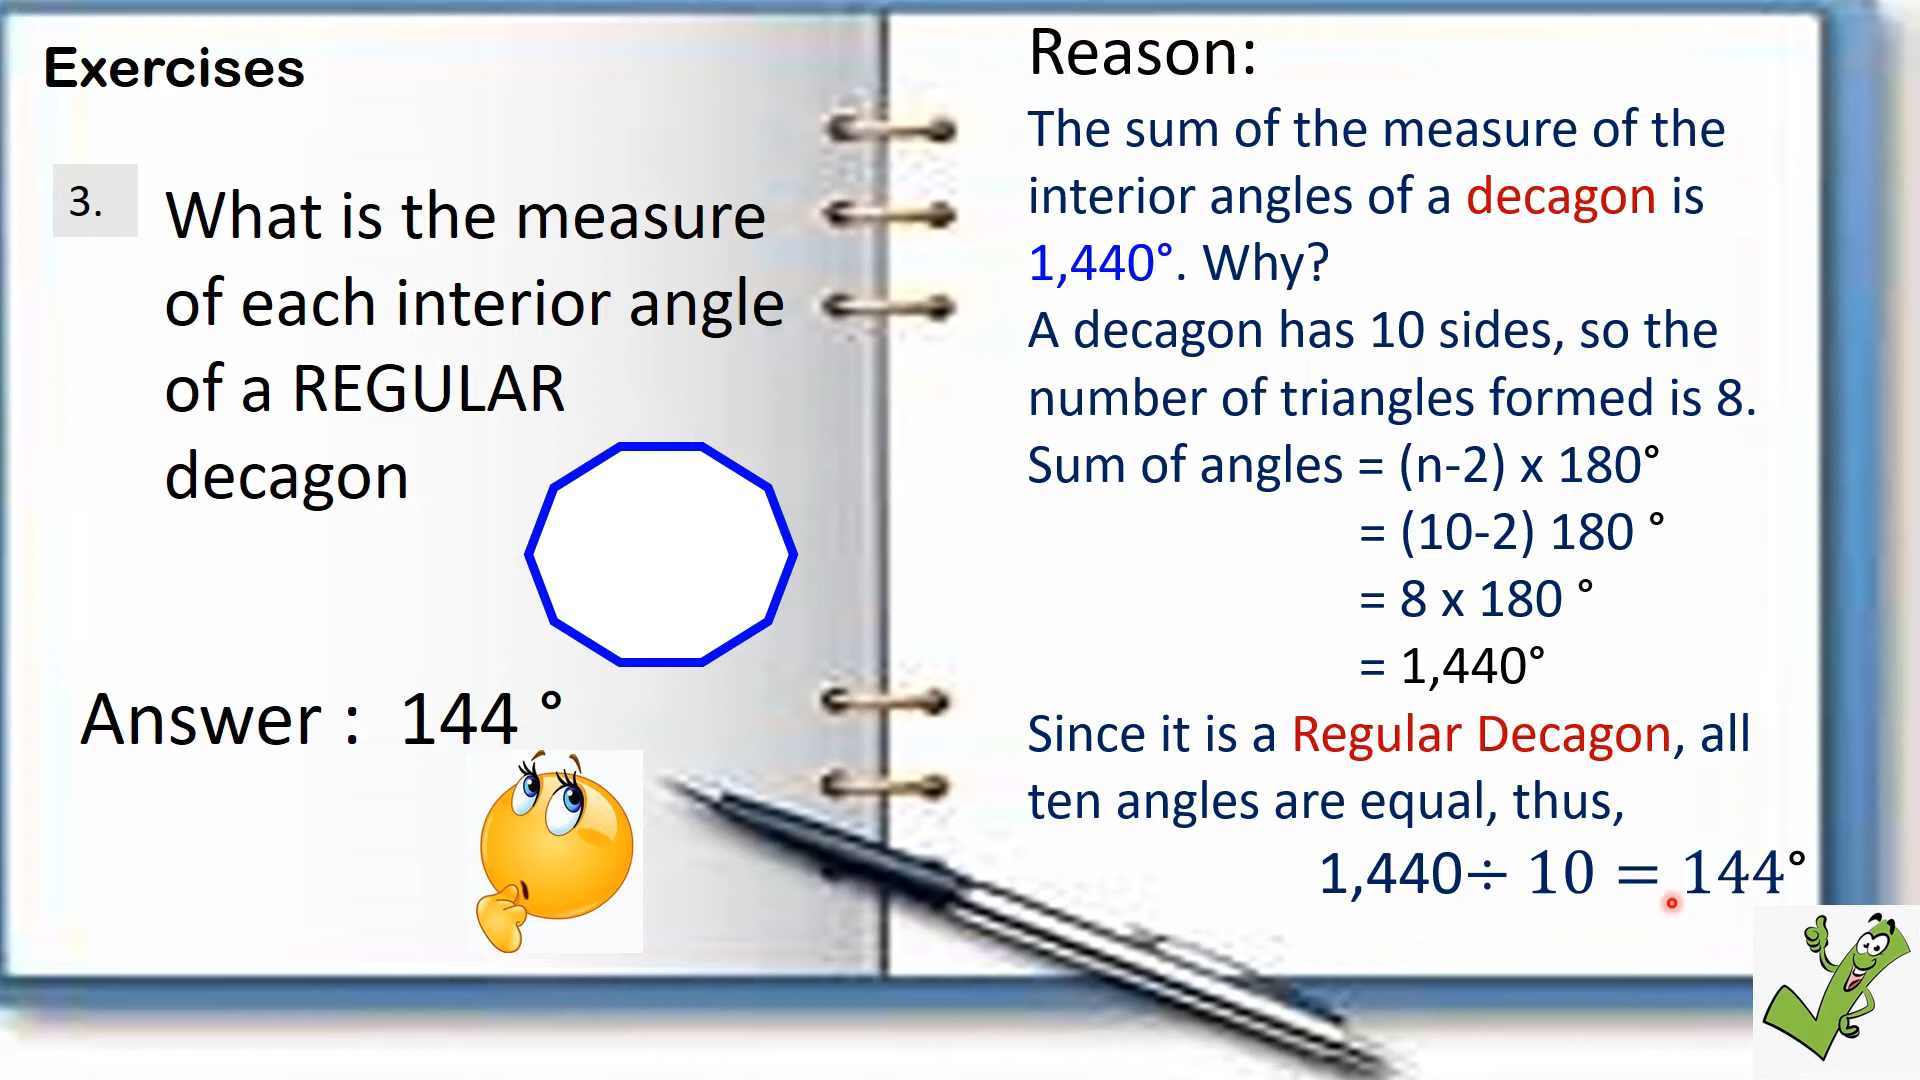 Exercises
3.
What is the measure
of each interior angle
of a REGULAR
decagon
Answer : 144 °
Reason:
The sum of the measure of the
interior angles of a decagon is
1,440°. Why?
A decagon has 10 sides, so the
number of triangles formed is 8.
Sum of angles = (n-2) x 180°
= (10-2) 180 °
= 8 x 180 °
= 1,440°
Since it is a Regular Decagon, all
ten angles are equal, thus,
1,440÷ 10 = 144°